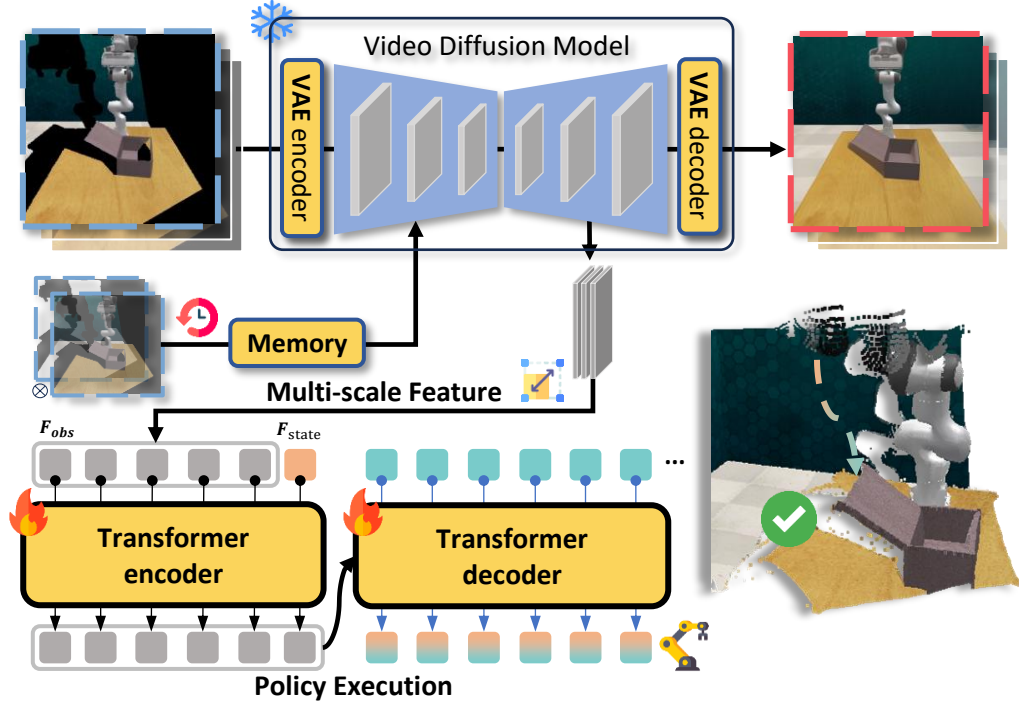 Video Diffusion Model
VAE encoder
VAE decoder
Memory
Multi-scale Feature
F_obs
F_state
...
Transformer
encoder
Transformer
decoder
Policy Execution